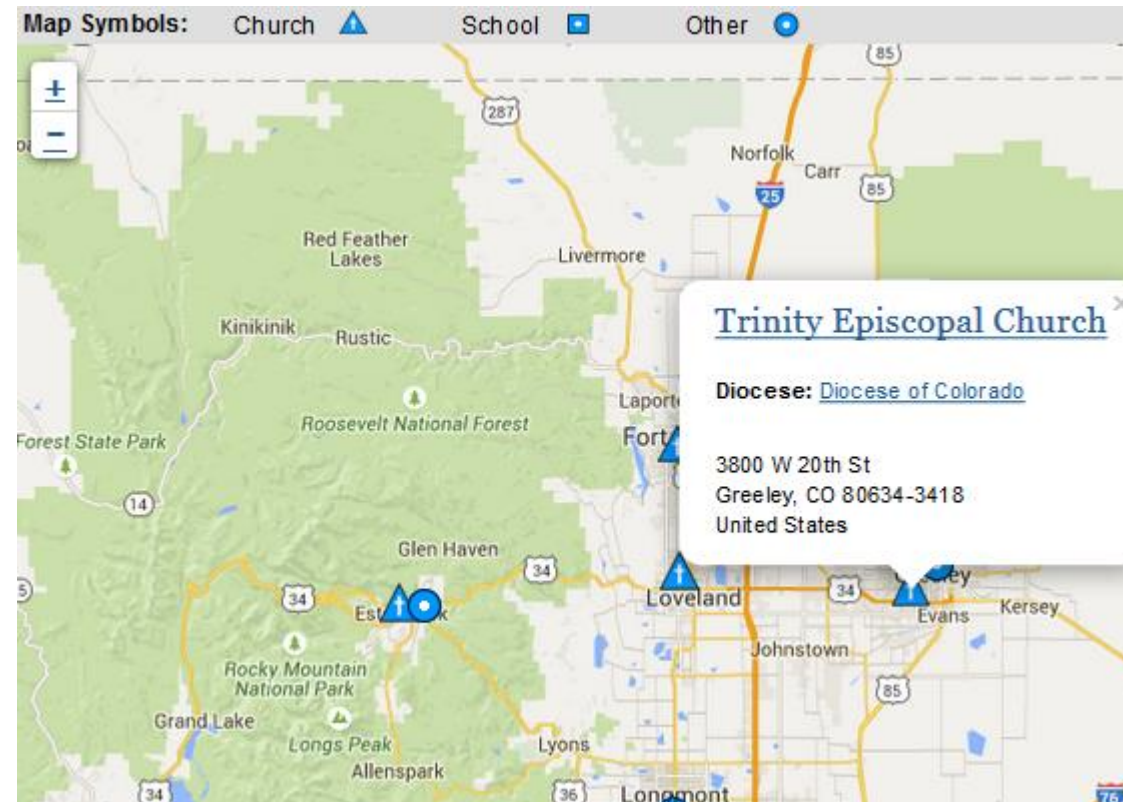 Map Symbols: Church School Other
+
−
85
287
Norfolk
Carr
25
85
Red Feather
Lakes
Livermore
Trinity Episcopal Church ×
Kinikinik
Rustic
Diocese: Diocese of Colorado
Laporte
Roosevelt National Forest
Forest State Park
Fort
3800 W 20th St
Greeley, CO 80634-3418
United States
14
Glen Haven
34
34
Loveland
34
Evans
Kersey
Johnstown
Rocky Mountain
National Park
85
Grand Lake
Longs Peak
Lyons
Allenspark
34
36
Longmont
76